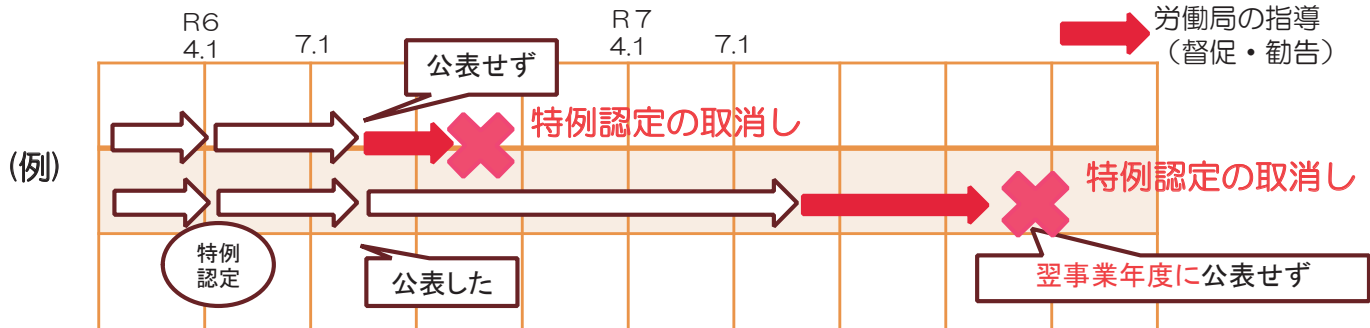 R6
4.1
7.1
R7
4.1
7.1
労働局の指導
(督促・勧告)
公表せず
特例認定の取消し
(例)
特例認定の取消し
特例
認定
公表した
翌事業年度に公表せず